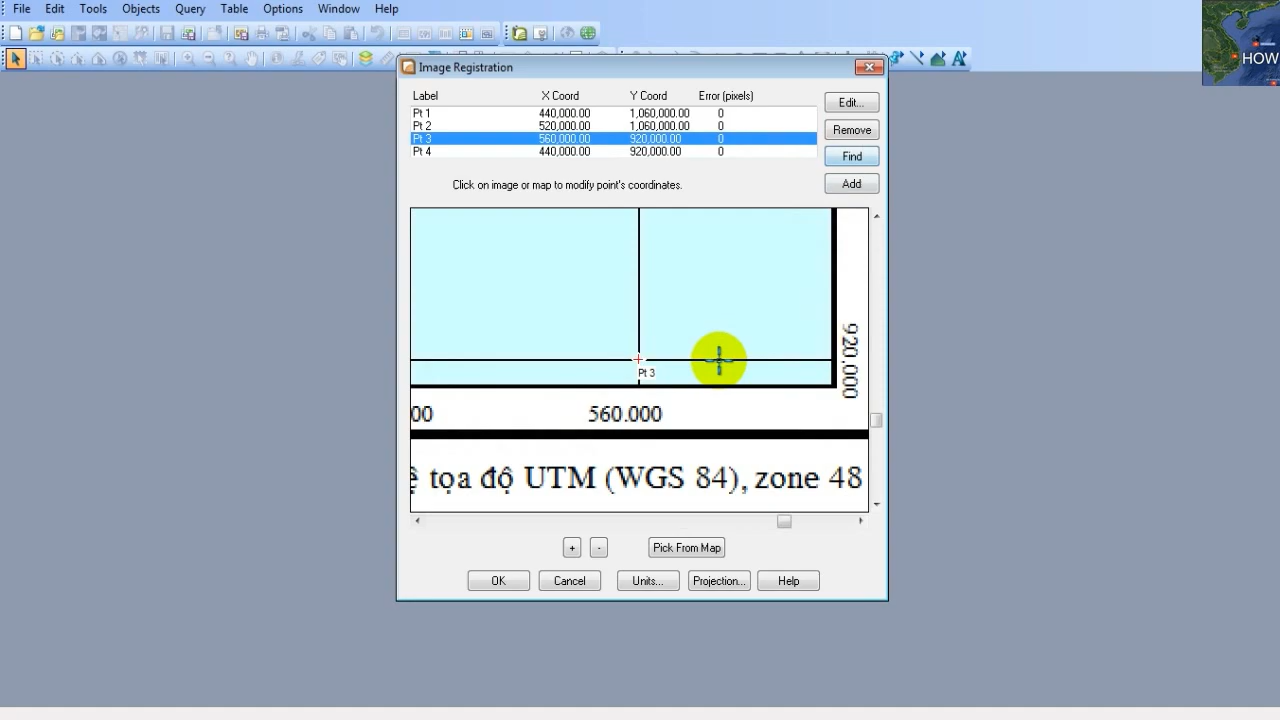 File Edit Tools Objects Query Table Options Window Help
HOW
Image Registration
Label X Coord Y Coord Error (pixels)
Pt 1 440,000.00 1,060,000.00 0
Pt 2 520,000.00 1,060,000.00 0
Pt 3 560,000.00 920,000.00 0
Pt 4 440,000.00 920,000.00 0
Edit...
Remove
Find
Add
Click on image or map to modify point's coordinates.
920.000
Pt 3
00 560.000
ệ tọa độ UTM (WGS 84), zone 48
+ - Pick From Map
OK Cancel Units... Projection... Help